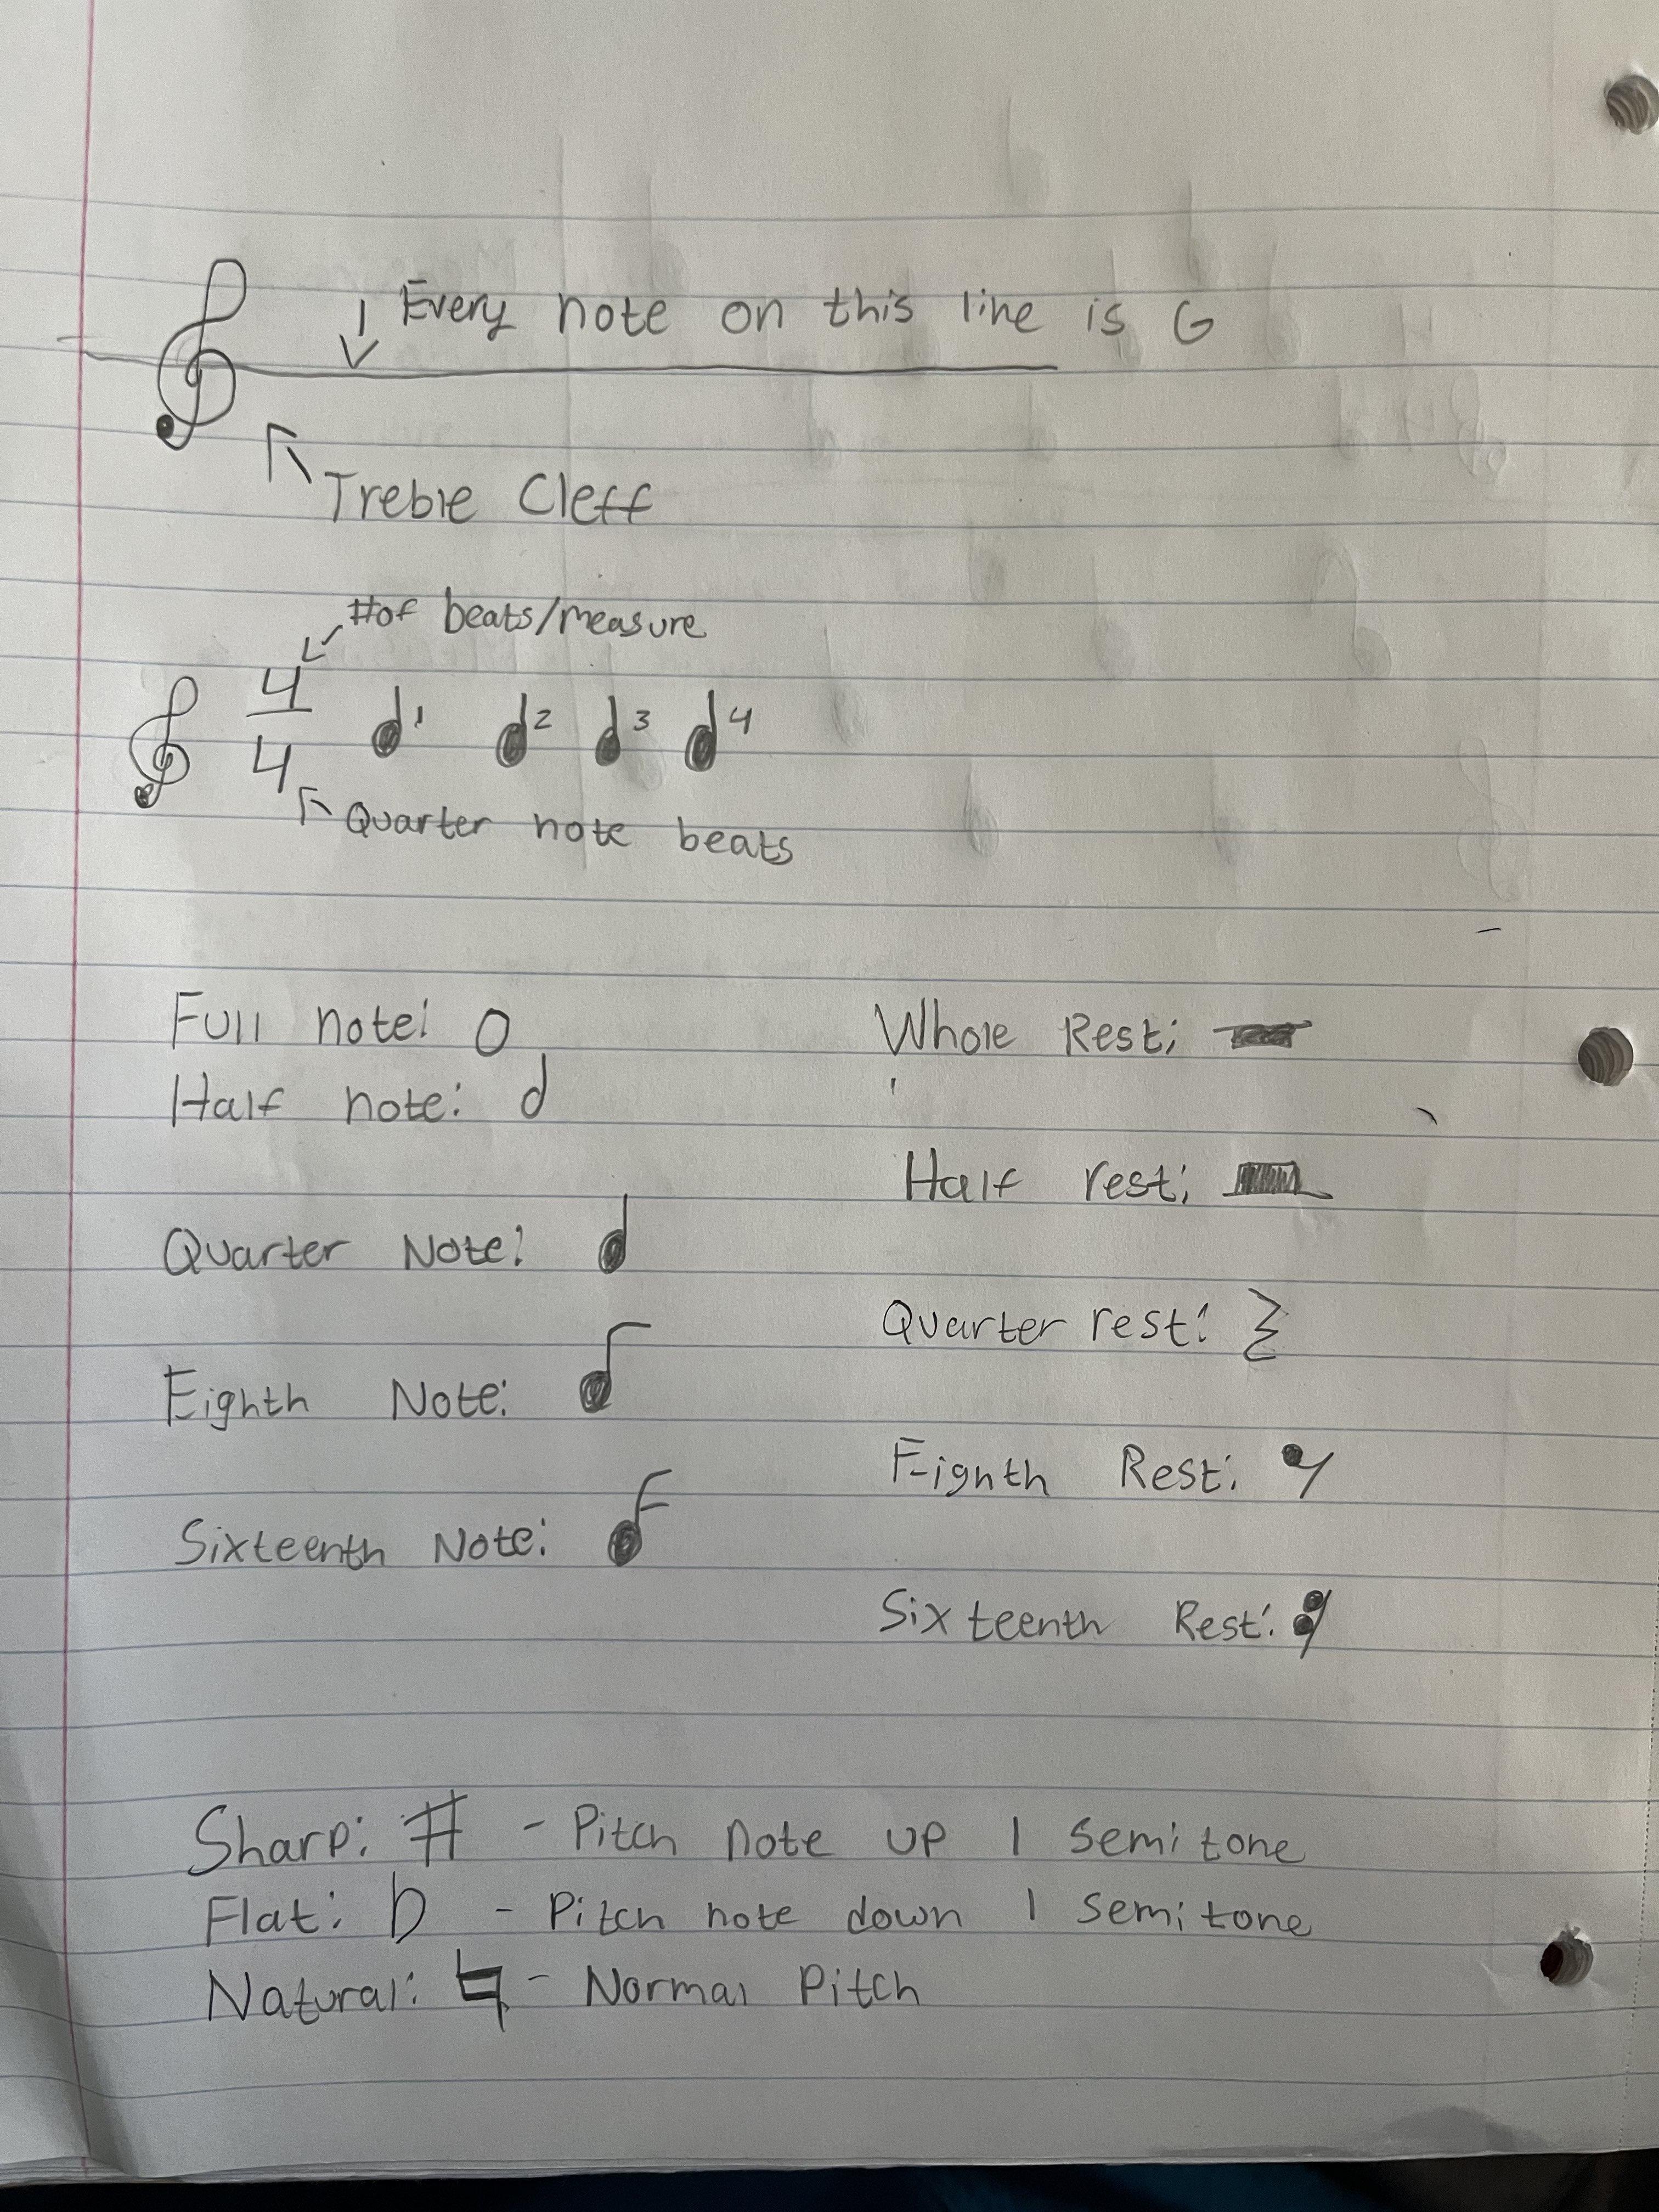 Every note on this line is G
Treble Cleff
#of beats/measure
4
4
1 2 3 4
Quarter note beats
Full note:
Half note:
Quarter Note:
Eighth Note:
Sixteenth Note:
Whole Rest:
Half rest:
Quarter rest:
Eighth Rest:
Sixteenth Rest:
Sharp: # - Pitch note up 1 semitone
Flat: b - Pitch note down 1 semitone
Natural: ♮ - Normal Pitch